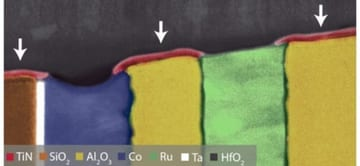 TiN SiO₂ Al₂O₃ Co Ru Ta HfO₂